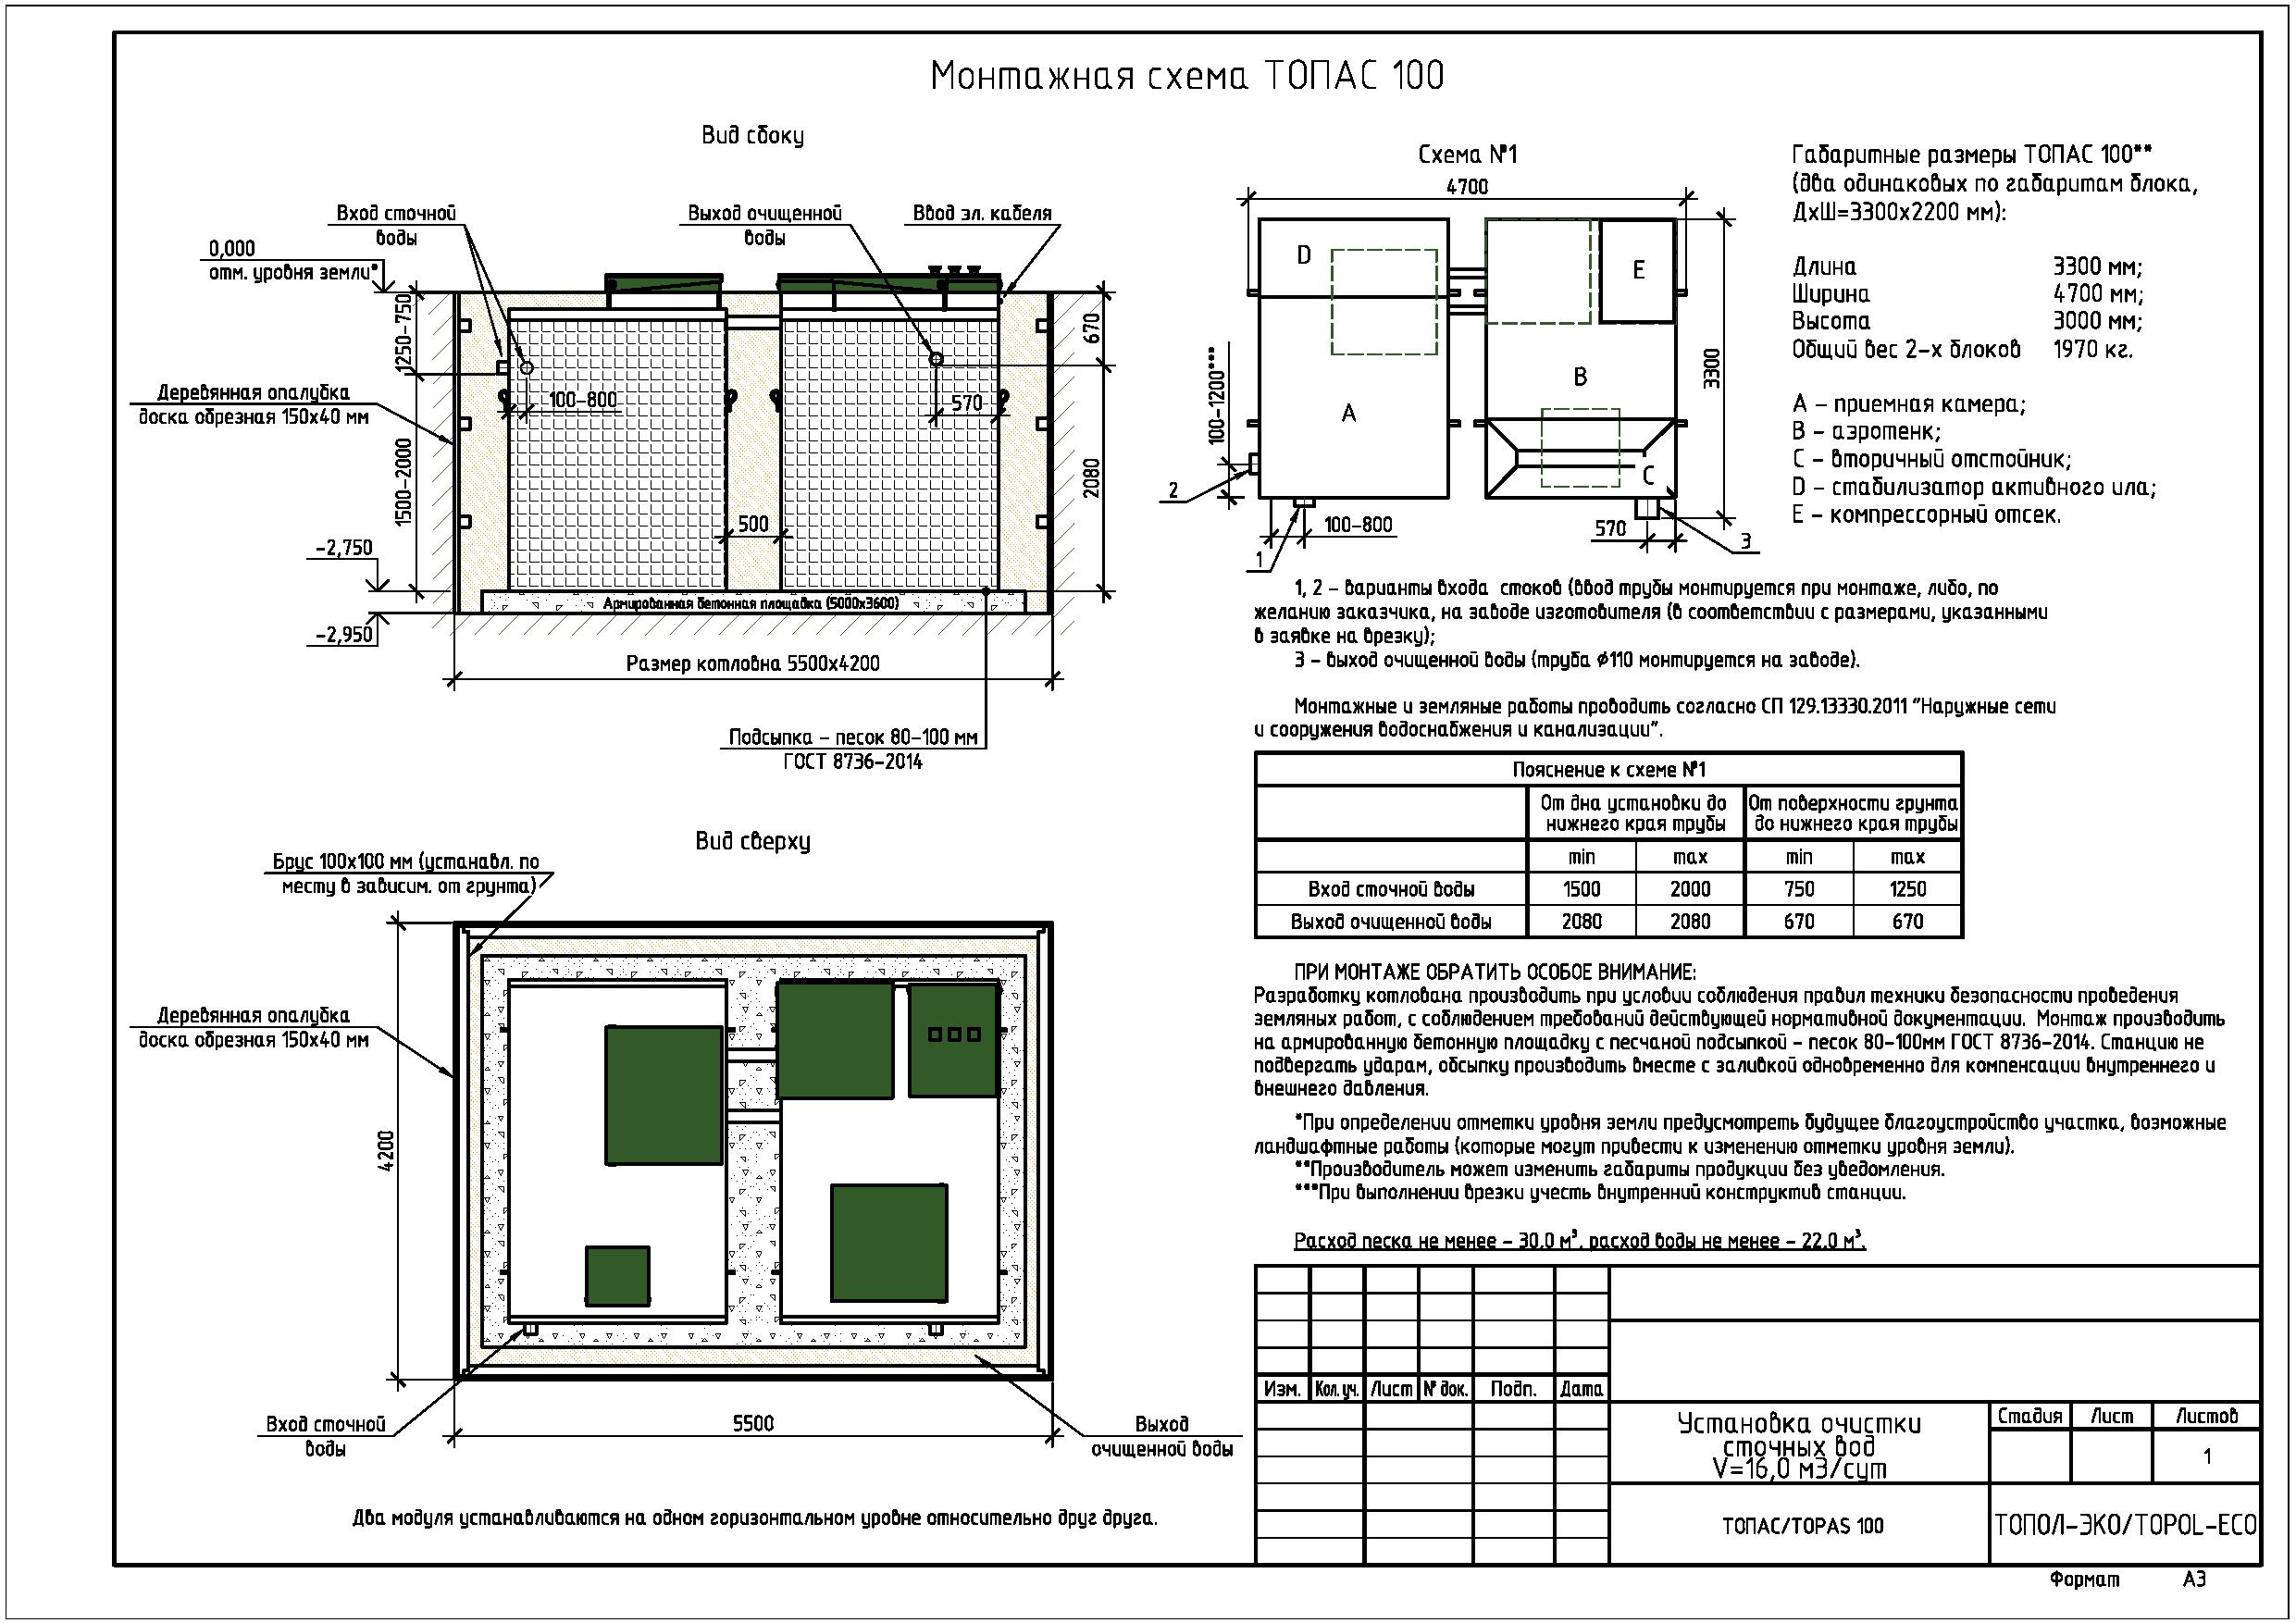 Монтажная схема ТОПАС 100
Вид сбоку
Вход сточной
воды
Выход очищенной
воды
Ввод эл. кабеля
0,000
отм. уровня земли*
1250-750
670
Деревянная опалубка
доска обрезная 150х40 мм
100-800
570
1500-2000
2080
500
-2,750
Армированная бетонная площадка (5000х3600)
-2,950
Размер котловна 5500х4200
Подсыпка - песок 80-100 мм
ГОСТ 8736-2014
Вид сверху
Брус 100х100 мм (устанавл. по
месту в зависим. от грунта)
Деревянная опалубка
доска обрезная 150х40 мм
4200
Вход сточной
воды
5500
Выход
очищенной воды
Два модуля устанавливаются на одном горизонтальном уровне относительно друг друга.
Схема №1
4700
D
E
B
A
C
3300
100-1200***
2
1
100-800
570
3
Габаритные размеры ТОПАС 100**
(два одинаковых по габаритам блока,
ДхШ=3300х2200 мм):
Длина 3300 мм;
Ширина 4700 мм;
Высота 3000 мм;
Общий вес 2-х блоков 1970 кг.
A - приемная камера;
B - аэротенк;
C - вторичный отстойник;
D - стабилизатор активного ила;
E - компрессорный отсек.
1, 2 - варианты входа стоков (ввод трубы монтируется при монтаже, либо, по
желанию заказчика, на заводе изготовителя (в соответствии с размерами, указанными
в заявке на врезку);
3 - выход очищенной воды (труба ϕ110 монтируется на заводе).
Монтажные и земляные работы проводить согласно СП 129.13330.2011 "Наружные сети
и сооружения водоснабжения и канализации".
Пояснение к схеме №1
От дна установки до
нижнего края трубы
От поверхности грунта
до нижнего края трубы
min max min max
Вход сточной воды 1500 2000 750 1250
Выход очищенной воды 2080 2080 670 670
ПРИ МОНТАЖЕ ОБРАТИТЬ ОСОБОЕ ВНИМАНИЕ:
Разработку котлована производить при условии соблюдения правил техники безопасности проведения
земляных работ, с соблюдением требований действующей нормативной документации. Монтаж производить
на армированную бетонную площадку с песчаной подсыпкой - песок 80-100мм ГОСТ 8736-2014. Станцию не
подвергать ударам, обсыпку производить вместе с заливкой одновременно для компенсации внутреннего и
внешнего давления.
*При определении отметки уровня земли предусмотреть будущее благоустройство участка, возможные
ландшафтные работы (которые могут привести к изменению отметки уровня земли).
**Производитель может изменить габариты продукции без уведомления.
***При выполнении врезки учесть внутренний конструктив станции.
Расход песка не менее - 30,0 м³, расход воды не менее - 22,0 м³.
Изм. Кол. уч. Лист № док. Подп. Дата
Установка очистки
сточных вод
V=16,0 м3/сут
Стадия Лист Листов
1
ТОПАС/TOPAS 100
ТОПОЛ-ЭКО/TOPOL-ECO
Формат А3